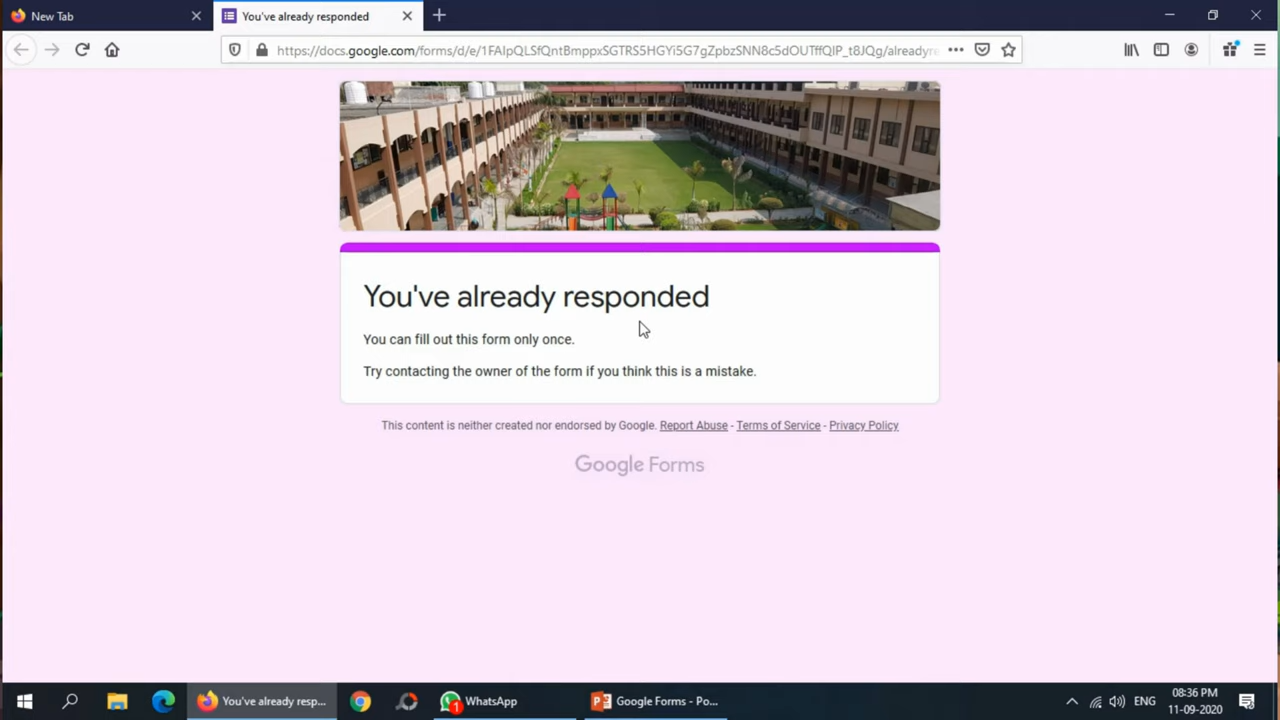 New Tab
You've already responded
https://docs.google.com/forms/d/e/1FAIpQLSfQntBmppxSGTRS5HGYi5G7gZpbzSNN8c5dOUTffQIP_t8JQg/alreadyre
You've already responded
You can fill out this form only once.
Try contacting the owner of the form if you think this is a mistake.
This content is neither created nor endorsed by Google. Report Abuse - Terms of Service - Privacy Policy
Google Forms
You've already resp...
1
WhatsApp
Google Forms - Po...
ENG
08:36 PM
11-09-2020